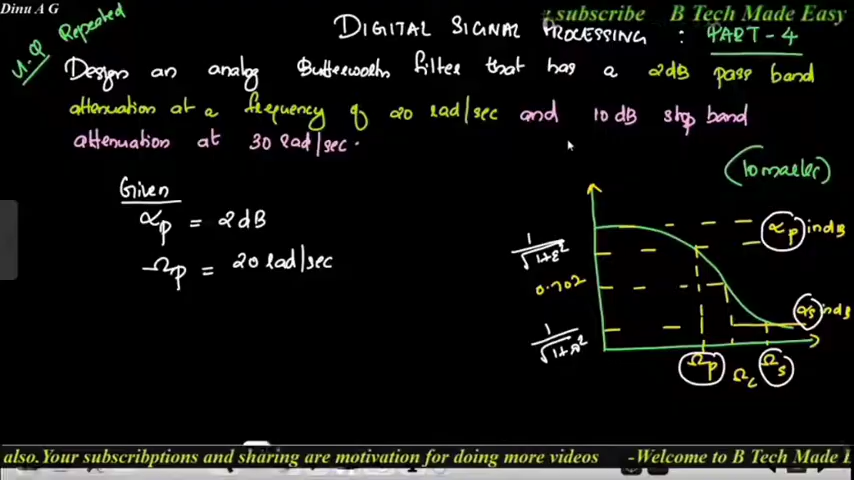 Dinu A G
subscribe B Tech Made Easy
U.Q Repeated
DIGITAL SIGNAL PROCESSING : PART-4
Design an analog Butterworth filter that has a 2dB pass band
attenuation at a frequency of 20 rad/sec and 10 dB stop band
attenuation at 30 rad/sec.
(10 marks)
Given
αp = 2 dB
Ωp = 20 rad/sec
αp in dB
1/√1+ε²
0.707
αs in dB
1/√1+λ²
Ωp Ωc Ωs
also.Your subscribptions and sharing are motivation for doing more videos -Welcome to B Tech Made